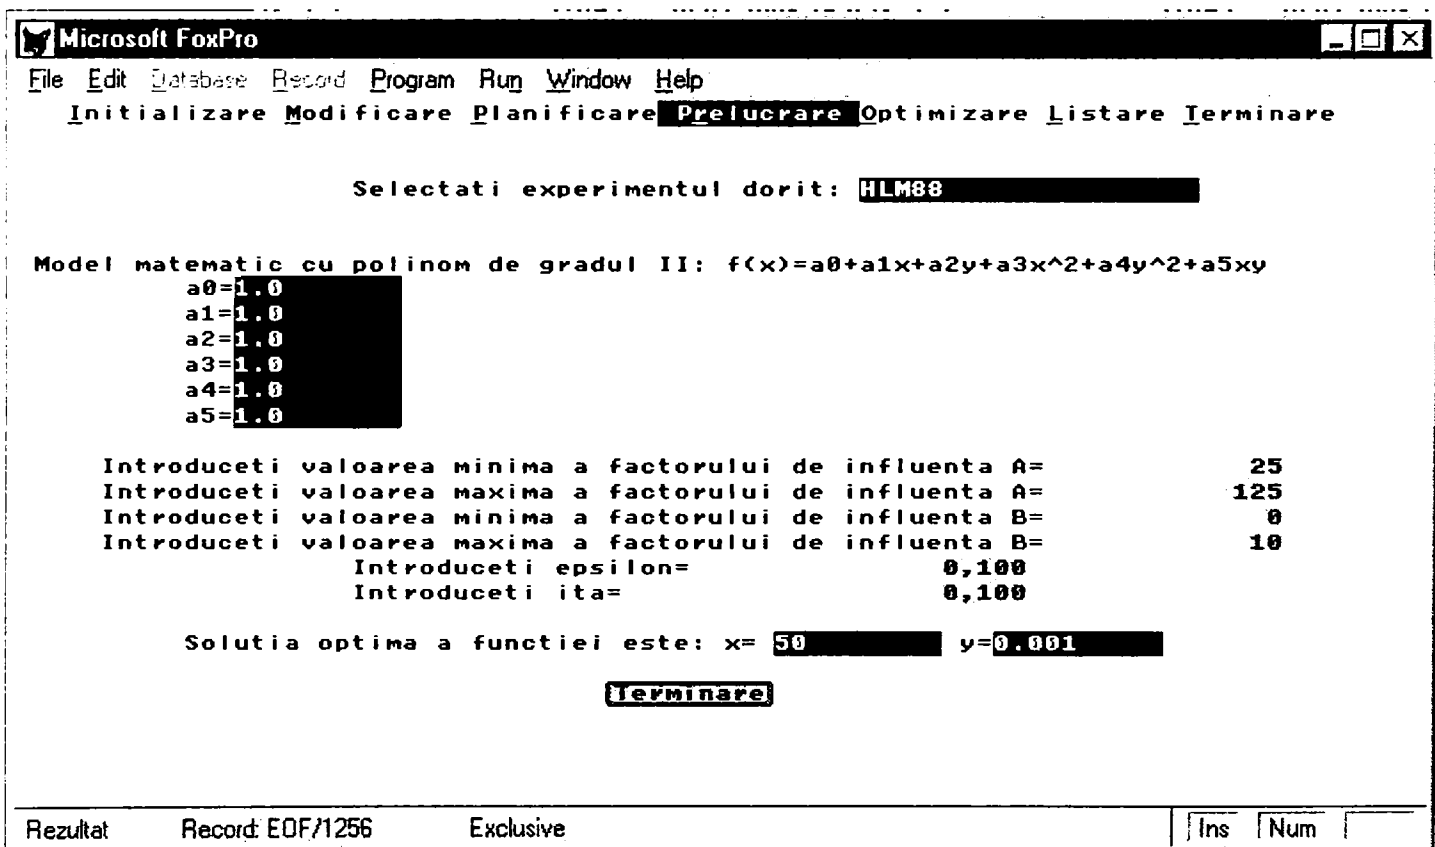 Microsoft FoxPro
File Edit Database Record Program Run Window Help
Initializare Modificare Planificare Prelucrare Optimizare Listare Terminare
Selectati experimentul dorit: HLM88
Model matematic cu polinom de gradul II: f(x)=a0+a1x+a2y+a3x^2+a4y^2+a5xy
a0=1.0
a1=1.0
a2=1.0
a3=1.0
a4=1.0
a5=1.0
Introduceti valoarea minima a factorului de influenta A= 25
Introduceti valoarea maxima a factorului de influenta A= 125
Introduceti valoarea minima a factorului de influenta B= 0
Introduceti valoarea maxima a factorului de influenta B= 10
Introduceti epsilon= 0,100
Introduceti ita= 0,100
Solutia optima a functiei este: x= 50 y=0.001
Terminare
Rezultat Record: EOF/1256 Exclusive Ins Num